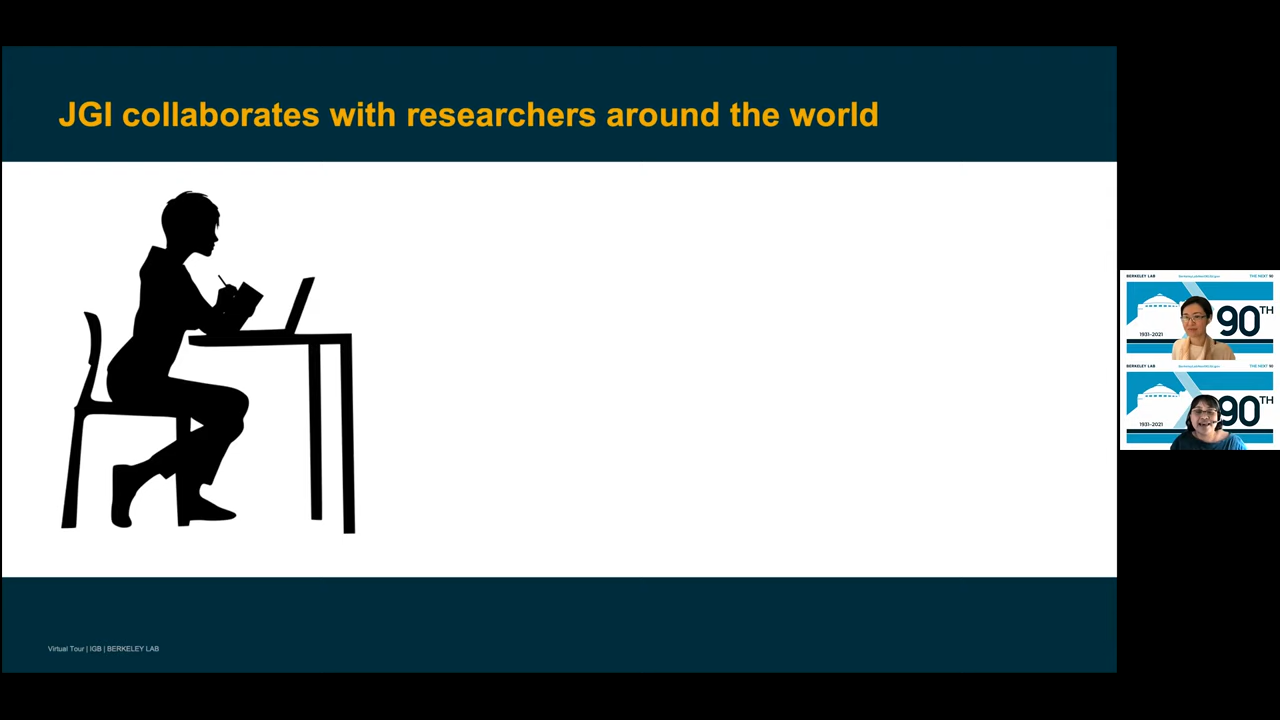 JGI collaborates with researchers around the world
Virtual Tour | IGB | BERKELEY LAB
BERKELEY LAB
THE NEXT 90
90TH
1931-2021
BERKELEY LAB
THE NEXT 90
90TH
1931-2021